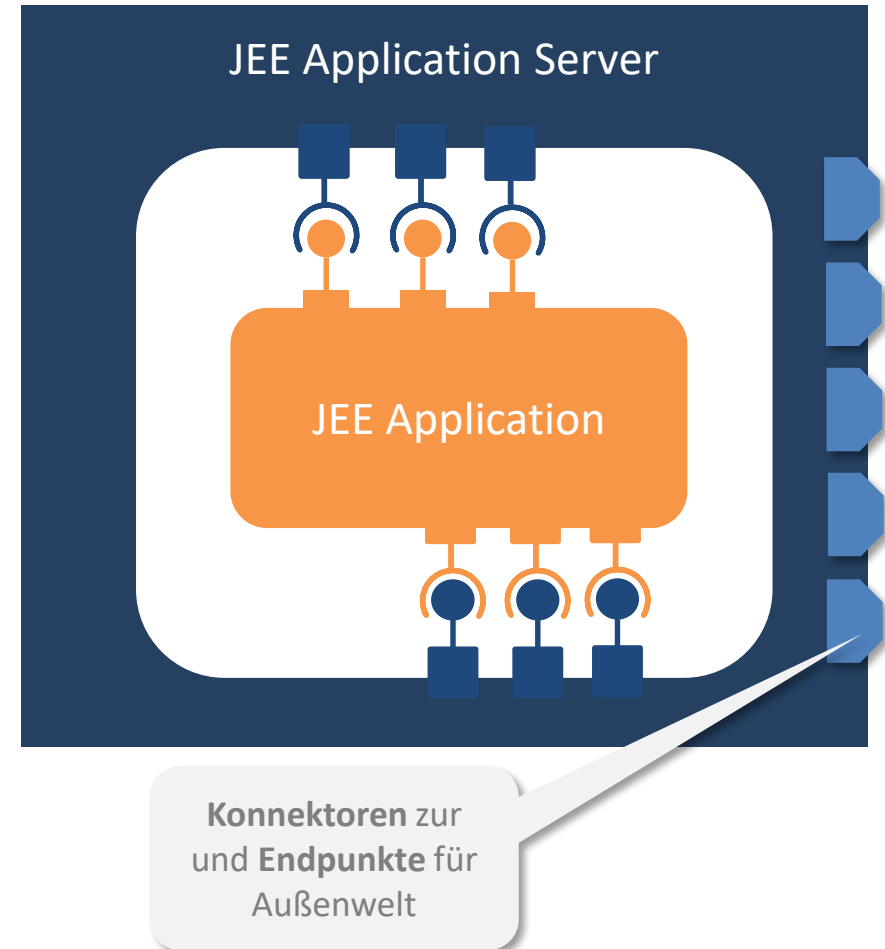 JEE Application Server
JEE Application
Konnektoren zur
und Endpunkte für
Außenwelt